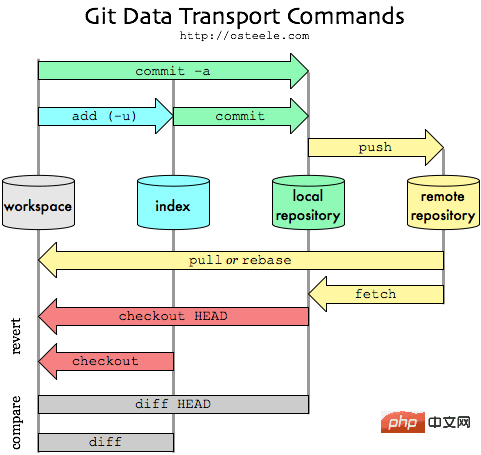 Git Data Transport Commands
http://osteele.com
commit -a
add (-u)
commit
push
workspace
index
local
repository
remote
repository
pull or rebase
fetch
revert
checkout HEAD
checkout
compare
diff HEAD
diff
php 中文网